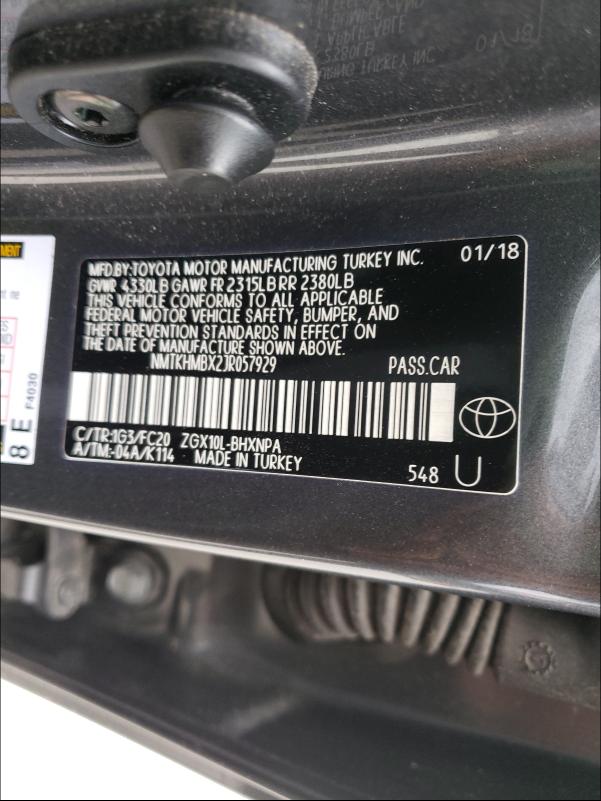 01/18
MFD.BY:TOYOTA MOTOR MANUFACTURING TURKEY INC.
GVWR 4330LB GAWR FR 2315LB RR 2380LB
THIS VEHICLE CONFORMS TO ALL APPLICABLE
FEDERAL MOTOR VEHICLE SAFETY, BUMPER, AND
THEFT PREVENTION STANDARDS IN EFFECT ON
THE DATE OF MANUFACTURE SHOWN ABOVE.
NMTKHMBX2JR057929 PASS.CAR
C/TR:1G3/FC20 ZGX10L-BHXNPA
A/TM:-04A/K114 MADE IN TURKEY
548 U
8 E F4030